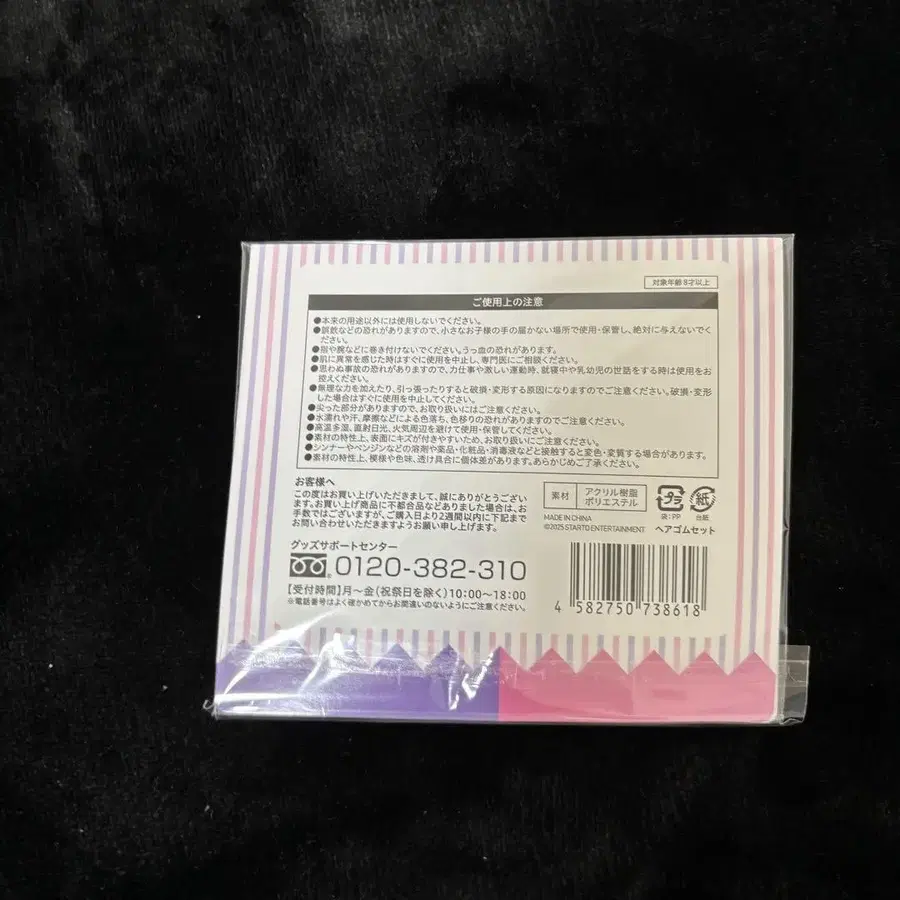 対象年齢8才以上
ご使用上の注意
●本来の用途以外には使用しないでください。
●誤飲などの恐れがありますので、小さなお子様の手の届かない場所で使用・保管し、絶対に与えないでく
ださい。
●指や腕などに巻き付けないでください。うっ血の恐れがあります。
●肌に異常を感じた時はすぐに使用を中止し、専門医にご相談ください。
●思わぬ事故の恐れがありますので、力仕事や激しい運動時、就寝中や乳幼児の世話をする時は使用をお
控えください。
●無理な力を加えたり、引っ張ったりすると破損・変形する原因になりますのでご注意ください。破損・変形
した場合はすぐに使用を中止してください。
●尖った部分がありますので、お取り扱いにはご注意ください。
●水濡れや汗、摩擦などによる色落ち、色移りの恐れがありますのでご注意ください。
●高温多湿、直射日光、火気周辺を避けて使用・保管してください。
●素材の特性上、表面にキズが付きやすいため、お取り扱いにご注意ください。
●シンナーやベンジンなどの溶剤や薬品・化粧品・消毒液などと接触すると変色・変質する場合があります。
●素材の特性上、模様や色味、透け具合に個体差があります。あらかじめご了承ください。
お客様へ
この度はお買い上げいただきまして、誠にありがとうござい
ます。お買い上げ商品に不都合品などありました場合は、お
手数ではございますが、ご購入日より2週間以内に下記まで
お問い合わせいただきますようお願い申し上げます。
素材 アクリル樹脂
ポリエステル
プラ
袋:PP
紙
台紙
MADE IN CHINA
©2025 STARTO ENTERTAINMENT ヘアゴムセット
グッズサポートセンター
0120-382-310
【受付時間】月〜金(祝祭日を除く)10:00〜18:00
※電話番号はよく確かめてからお間違いのないようにご注意ください。
4 582750 738618